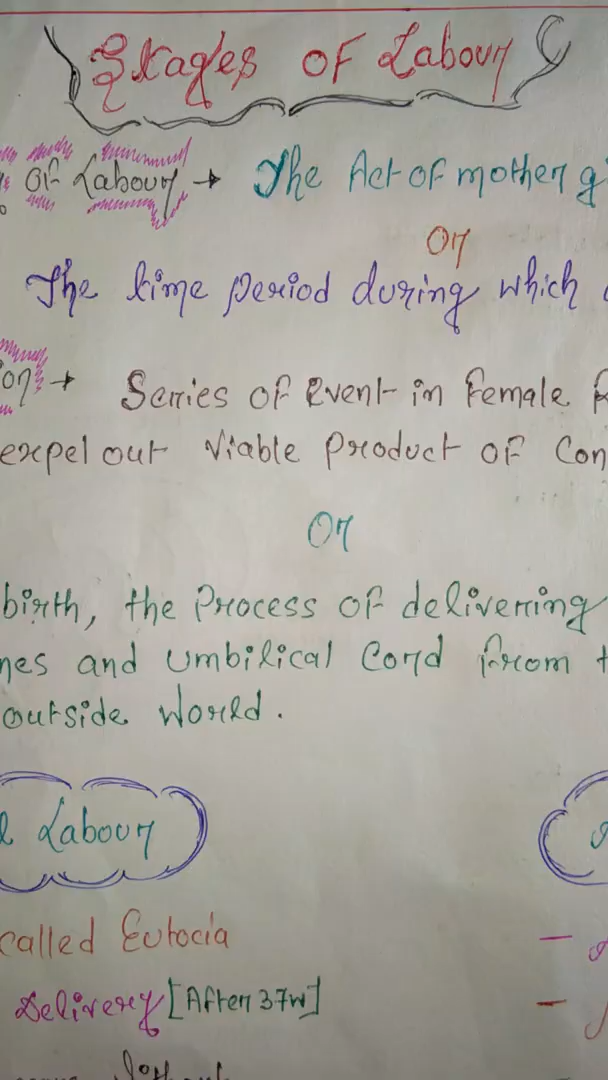 Stages of Labour
Of Labour → The Act of mother g
Or
The time period during which
on → Series of Event in Female
expel out Viable Product of Con
Or
birth, the Process of delivering
nes and umbilical Cord From t
outside World.
l Labour
called Eutocia
Delivery [After 37w]